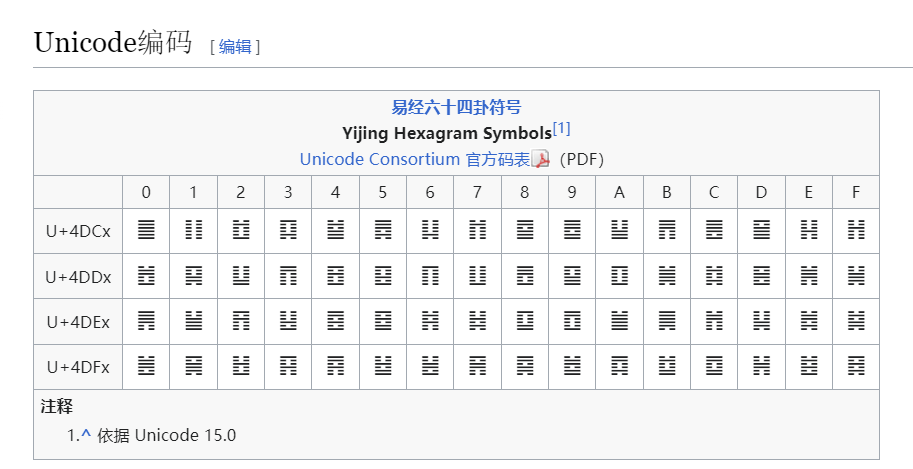 Unicode编码 [编辑]
易经六十四卦符号
Yijing Hexagram Symbols[1]
Unicode Consortium 官方码表 (PDF)
0 1 2 3 4 5 6 7 8 9 A B C D E F
U+4DCx ䷀ ䷁ ䷂ ䷃ ䷄ ䷅ ䷆ ䷇ ䷈ ䷉ ䷊ ䷋ ䷌ ䷍ ䷎ ䷏
U+4DDx ䷐ ䷑ ䷒ ䷓ ䷔ ䷕ ䷖ ䷗ ䷘ ䷙ ䷚ ䷛ ䷜ ䷝ ䷞ ䷟
U+4DEx ䷠ ䷡ ䷢ ䷣ ䷤ ䷥ ䷦ ䷧ ䷨ ䷩ ䷪ ䷫ ䷬ ䷭ ䷮ ䷯
U+4DFx ䷰ ䷱ ䷲ ䷳ ䷴ ䷵ ䷶ ䷷ ䷸ ䷹ ䷺ ䷻ ䷼ ䷽ ䷾ ䷿
注释
1.^ 依据 Unicode 15.0